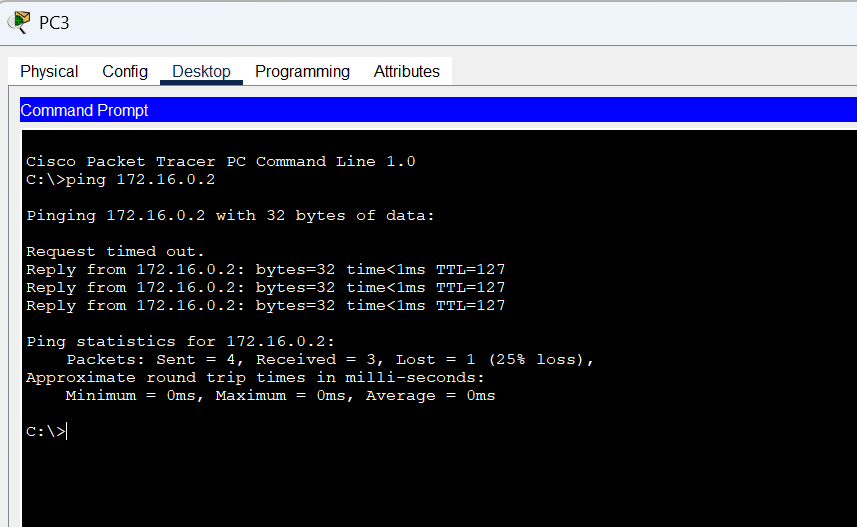 PC3
Physical Config Desktop Programming Attributes
Command Prompt
Cisco Packet Tracer PC Command Line 1.0
C:\>ping 172.16.0.2
Pinging 172.16.0.2 with 32 bytes of data:
Request timed out.
Reply from 172.16.0.2: bytes=32 time<1ms TTL=127
Reply from 172.16.0.2: bytes=32 time<1ms TTL=127
Reply from 172.16.0.2: bytes=32 time<1ms TTL=127
Ping statistics for 172.16.0.2:
    Packets: Sent = 4, Received = 3, Lost = 1 (25% loss),
Approximate round trip times in milli-seconds:
    Minimum = 0ms, Maximum = 0ms, Average = 0ms
C:\>